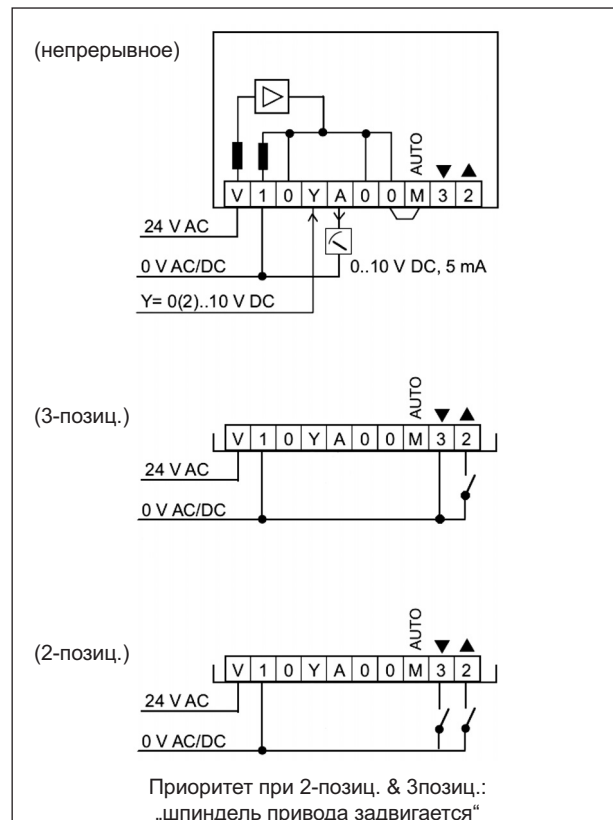 (непрерывное)
AUTO
▼ ▲
V 1 0 Y A 0 0 M 3 2
24 V AC
0 V AC/DC
0..10 V DC, 5 mA
Y= 0(2)..10 V DC
(3-позиц.)
AUTO
▼ ▲
V 1 0 Y A 0 0 M 3 2
24 V AC
0 V AC/DC
(2-позиц.)
AUTO
▼ ▲
V 1 0 Y A 0 0 M 3 2
24 V AC
0 V AC/DC
Приоритет при 2-позиц. & 3позиц.:
„шпиндель привода задвигается“